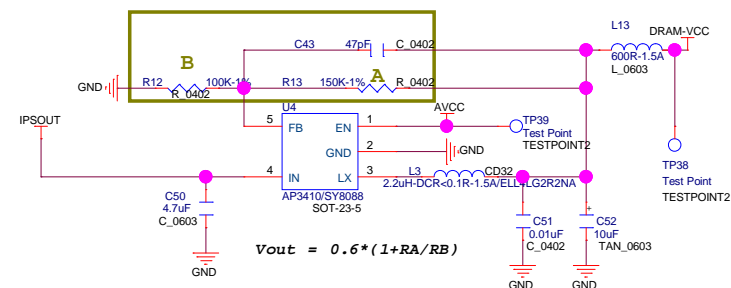 L13
DRAM-VCC
600R-1.5A
L_0603
C43
47pF
C_0402
B
A
GND
R12
100K-1%
R_0402
R13
150K-1%
R_0402
U4
AVCC
IPSOUT
5
FB
EN
1
TP39
Test Point
TESTPOINT2
GND
2
GND
4
IN
LX
3
L3
CD32
2.2uH-DCR<0.1R-1.5A/ELL4LG2R2NA
AP3410/SY8088
SOT-23-5
TP38
Test Point
TESTPOINT2
C50
4.7uF
C_0603
C51
0.01uF
C_0402
+
C52
10uF
TAN_0603
Vout = 0.6*(1+RA/RB)
GND
GND
GND